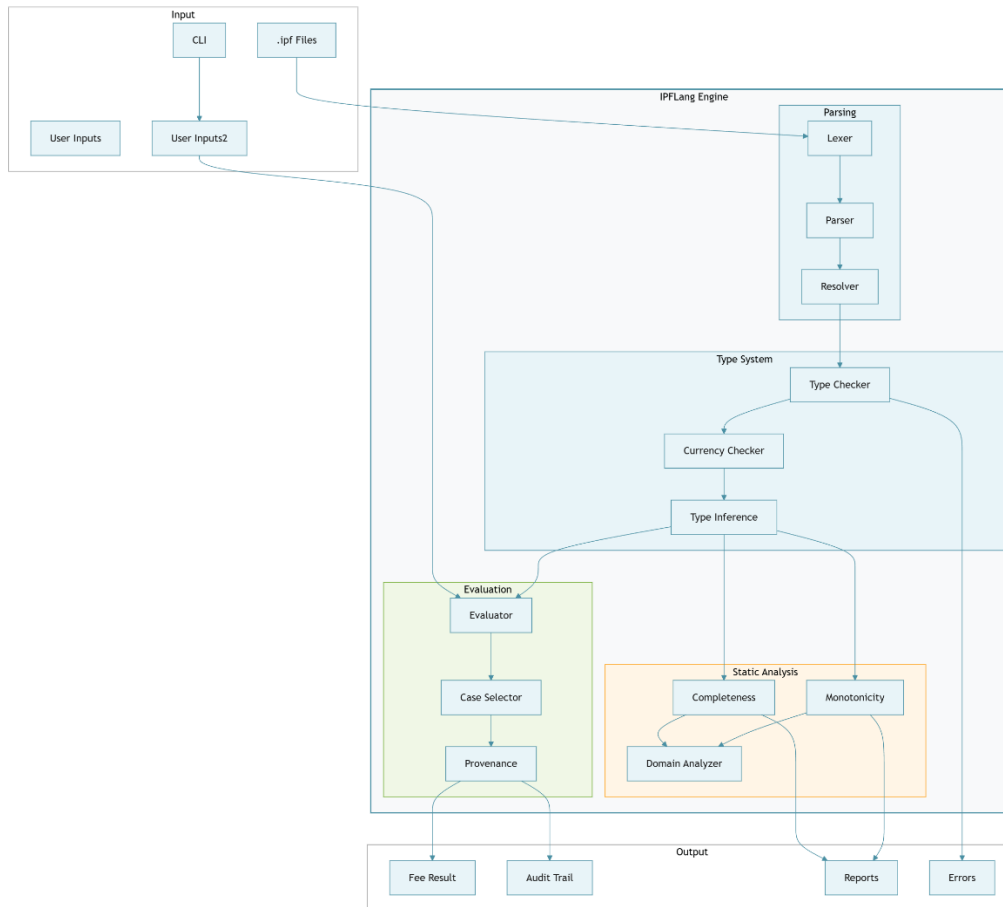 Input
CLI
.ipf Files
User Inputs
User Inputs2
IPFLang Engine
Parsing
Lexer
Parser
Resolver
Type System
Type Checker
Currency Checker
Type Inference
Evaluation
Evaluator
Case Selector
Provenance
Static Analysis
Completeness
Monotonicity
Domain Analyzer
Output
Fee Result
Audit Trail
Reports
Errors